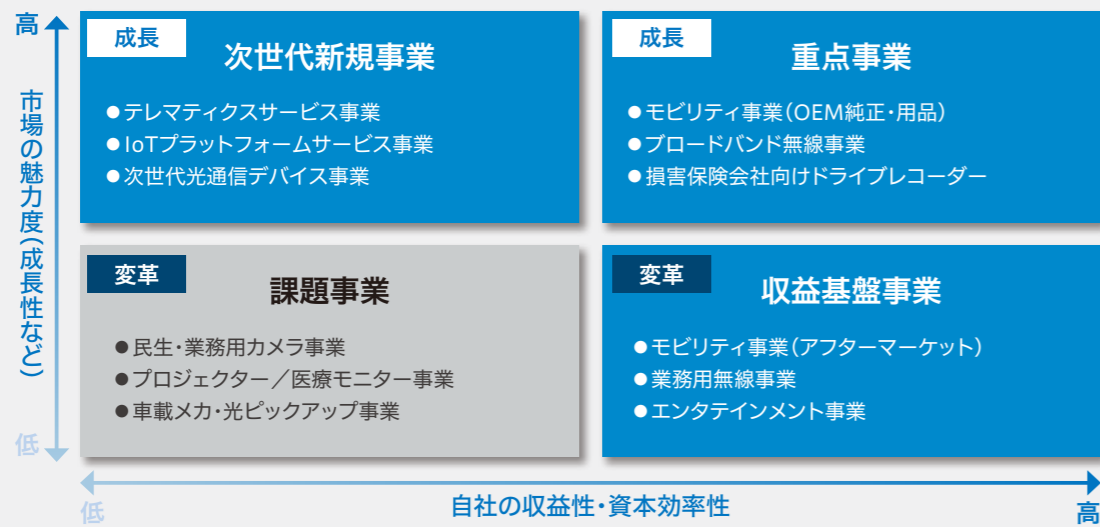 高
市場の魅力度(成長性など)
低
成長
次世代新規事業
●テレマティクスサービス事業
●IoTプラットフォームサービス事業
●次世代光通信デバイス事業
成長
重点事業
●モビリティ事業(OEM純正・用品)
●ブロードバンド無線事業
●損害保険会社向けドライブレコーダー
変革
課題事業
●民生・業務用カメラ事業
●プロジェクター／医療モニター事業
●車載メカ・光ピックアップ事業
変革
収益基盤事業
●モビリティ事業(アフターマーケット)
●業務用無線事業
●エンタテインメント事業
低
自社の収益性・資本効率性
高